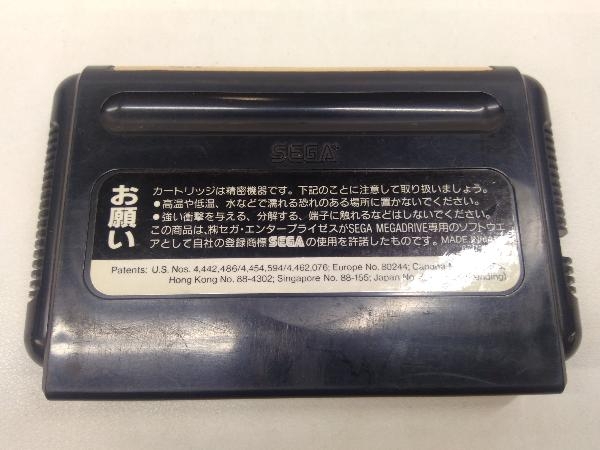 SEGA
お願い
カートリッジは精密機器です。下記のことに注意して取り扱いましょう。
●高温や低温、水などで濡れる恐れのある場所に置かないでください。
●強い衝撃を与える、分解する、端子に触れるなどはしないでください。
この商品は、㈱セガ・エンタープライゼスがSEGA MEGADRIVE専用のソフトウエ
アとして自社の登録商標SEGAの使用を許諾したものです。MADE IN
Patents: U.S. Nos. 4,442,486/4,454,594/4,462,076; Europe No. 80244; Canada
Hong Kong No. 88-4302; Singapore No. 88-155; Japan No.